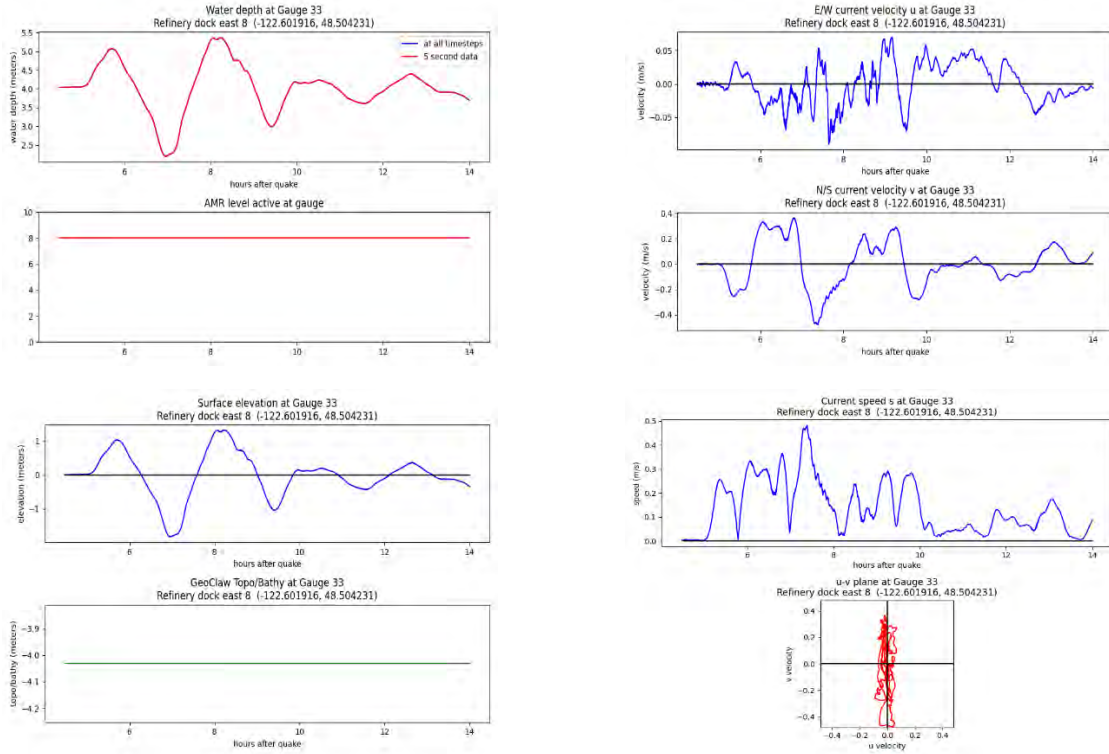 Water depth at Gauge 33
Refinery dock east 8 (-122.601916, 48.504231)
5.5
5.0
4.5
4.0
3.5
3.0
2.5
water depth (meters)
at all timesteps
5 second data
6 8 10 12 14
hours after quake
AMR level active at gauge
10
8
6
4
2
0
6 8 10 12 14
hours after quake
Surface elevation at Gauge 33
Refinery dock east 8 (-122.601916, 48.504231)
1
0
−1
elevation (meters)
6 8 10 12 14
hours after quake
GeoClaw Topo/Bathy at Gauge 33
Refinery dock east 8 (-122.601916, 48.504231)
−3.9
−4.0
−4.1
−4.2
topo/bathy (meters)
6 8 10 12 14
hours after quake
E/W current velocity u at Gauge 33
Refinery dock east 8 (-122.601916, 48.504231)
0.05
0.00
−0.05
velocity (m/s)
6 8 10 12 14
hours after quake
N/S current velocity v at Gauge 33
Refinery dock east 8 (-122.601916, 48.504231)
0.4
0.2
0.0
−0.2
−0.4
velocity (m/s)
6 8 10 12 14
hours after quake
Current speed s at Gauge 33
Refinery dock east 8 (-122.601916, 48.504231)
0.5
0.4
0.3
0.2
0.1
0.0
speed (m/s)
6 8 10 12 14
hours after quake
u-v plane at Gauge 33
Refinery dock east 8 (-122.601916, 48.504231)
0.4
0.2
0.0
−0.2
−0.4
v velocity
−0.4 −0.2 0.0 0.2 0.4
u velocity